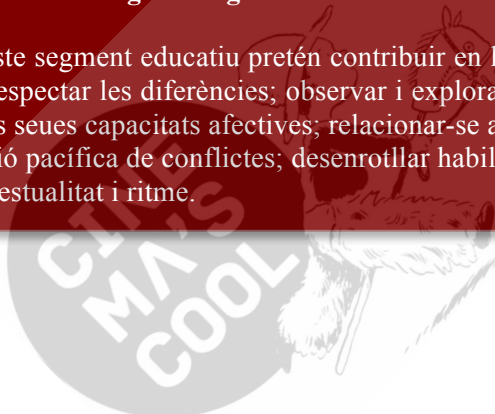 ste segment educatiu pretén contribuir en l
espectar les diferències; observar i explora
s seues capacitats afectives; relacionar-se a
ió pacífica de conflictes; desenrotllar habil
estualitat i ritme.
CINE
MA'S
COOL